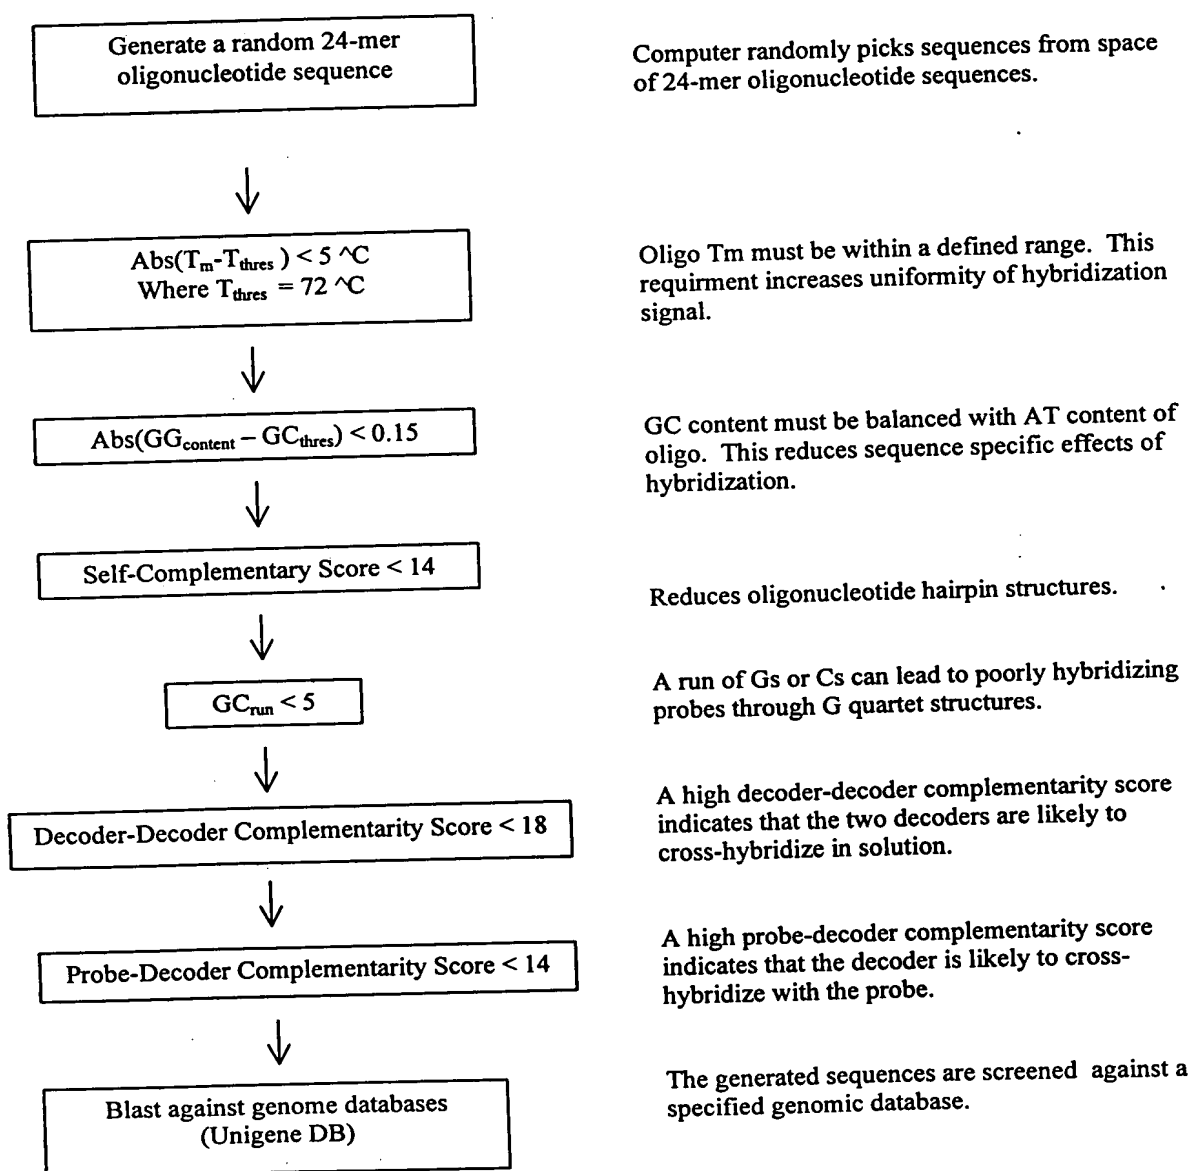 Generate a random 24-mer
oligonucleotide sequence
Computer randomly picks sequences from space
of 24-mer oligonucleotide sequences.
Abs(Tm-Tthres ) < 5 ^C
Where Tthres = 72 ^C
Oligo Tm must be within a defined range. This
requirment increases uniformity of hybridization
signal.
Abs(GGcontent – GCthres) < 0.15
GC content must be balanced with AT content of
oligo. This reduces sequence specific effects of
hybridization.
Self-Complementary Score < 14
Reduces oligonucleotide hairpin structures.
GCrun < 5
A run of Gs or Cs can lead to poorly hybridizing
probes through G quartet structures.
Decoder-Decoder Complementarity Score < 18
A high decoder-decoder complementarity score
indicates that the two decoders are likely to
cross-hybridize in solution.
Probe-Decoder Complementarity Score < 14
A high probe-decoder complementarity score
indicates that the decoder is likely to cross-
hybridize with the probe.
Blast against genome databases
(Unigene DB)
The generated sequences are screened against a
specified genomic database.